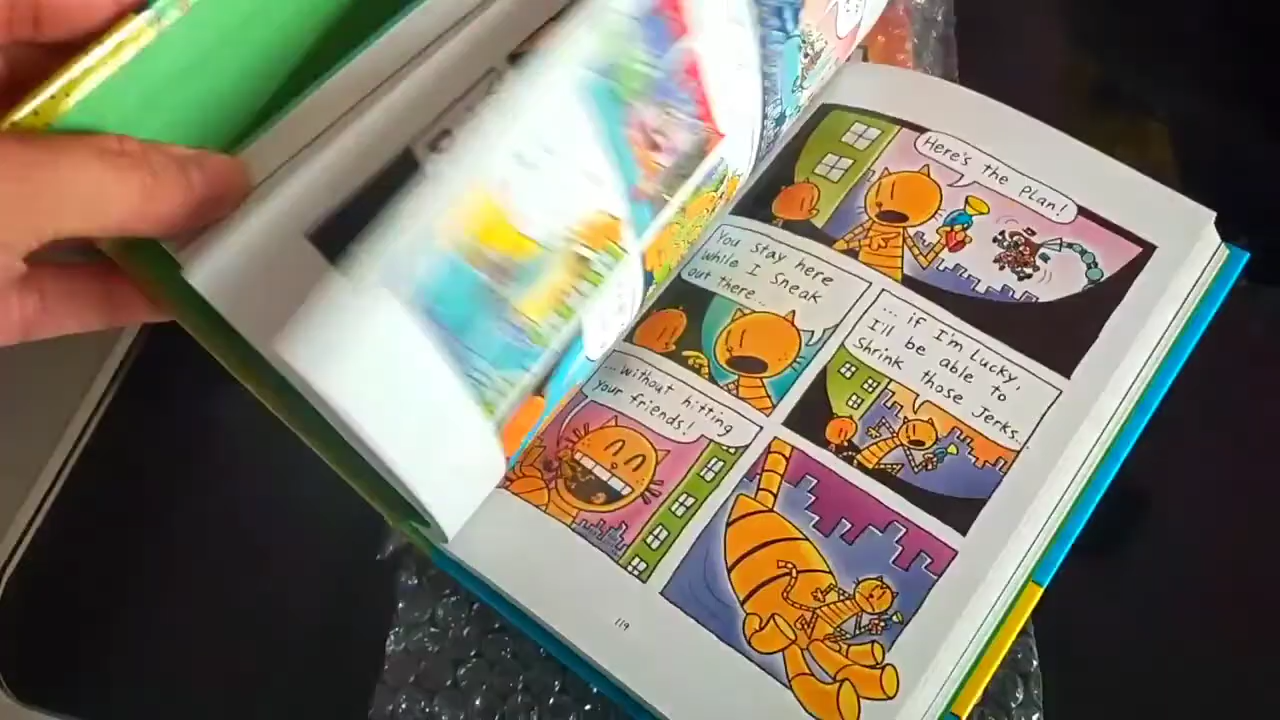 Here's the Plan!
You stay here
while I Sneak
out there...
... if I'm Lucky,
I'll be able to
Shrink those Jerks...
...without hitting
your friends!
119